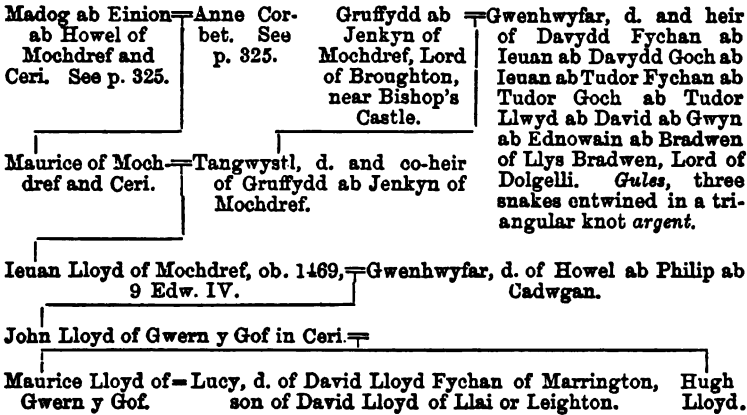 Madog ab Einion
ab Howel of
Mochdref and
Ceri. See p. 325.
Anne Cor-
bet. See
p. 325.
Gruffydd ab
Jenkyn of
Mochdref, Lord
of Broughton,
near Bishop's
Castle.
Gwenhwyfar, d. and heir
of Davydd Fychan ab
Ieuan ab Davydd Goch ab
Ieuan ab Tudor Fychan ab
Tudor Goch ab Tudor
Llwyd ab David ab Gwyn
ab Ednowain ab Bradwen
of Llys Bradwen, Lord of
Dolgelli. Gules, three
snakes entwined in a tri-
angular knot argent.
Maurice of Moch-
dref and Ceri.
Tangwystl, d. and co-heir
of Gruffydd ab Jenkyn of
Mochdref.
Ieuan Lloyd of Mochdref, ob. 1469,
9 Edw. IV.
Gwenhwyfar, d. of Howel ab Philip ab
Cadwgan.
John Lloyd of Gwern y Gof in Ceri.
Maurice Lloyd of=
Gwern y Gof.
Lucy, d. of David Lloyd Fychan of Marrington,
son of David Lloyd of Llai or Leighton.
Hugh
Lloyd.